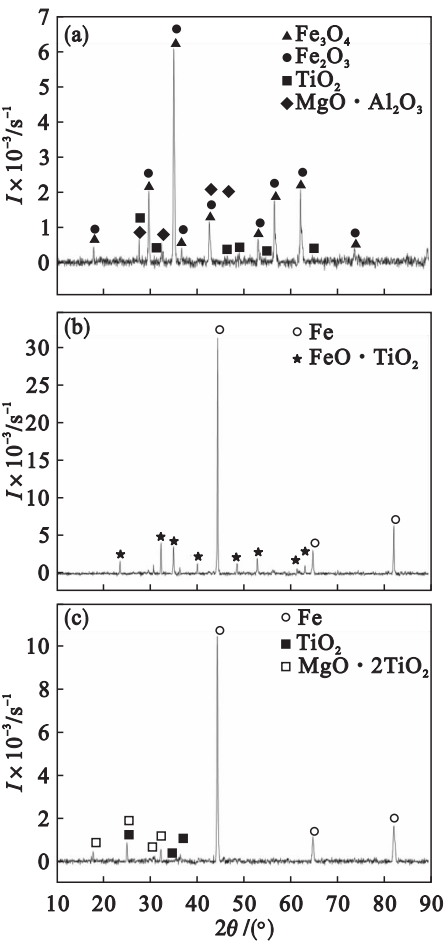 (a)
▲ Fe₃O₄
● Fe₂O₃
■ TiO₂
◆ MgO・Al₂O₃
I×10⁻³/s⁻¹
7
6
5
4
3
2
1
0
(b)
○ Fe
★ FeO・TiO₂
I×10⁻³/s⁻¹
30
25
20
15
10
5
0
(c)
○ Fe
■ TiO₂
□ MgO・2TiO₂
I×10⁻³/s⁻¹
10
8
6
4
2
0
10 20 30 40 50 60 70 80 90
2θ/(°)